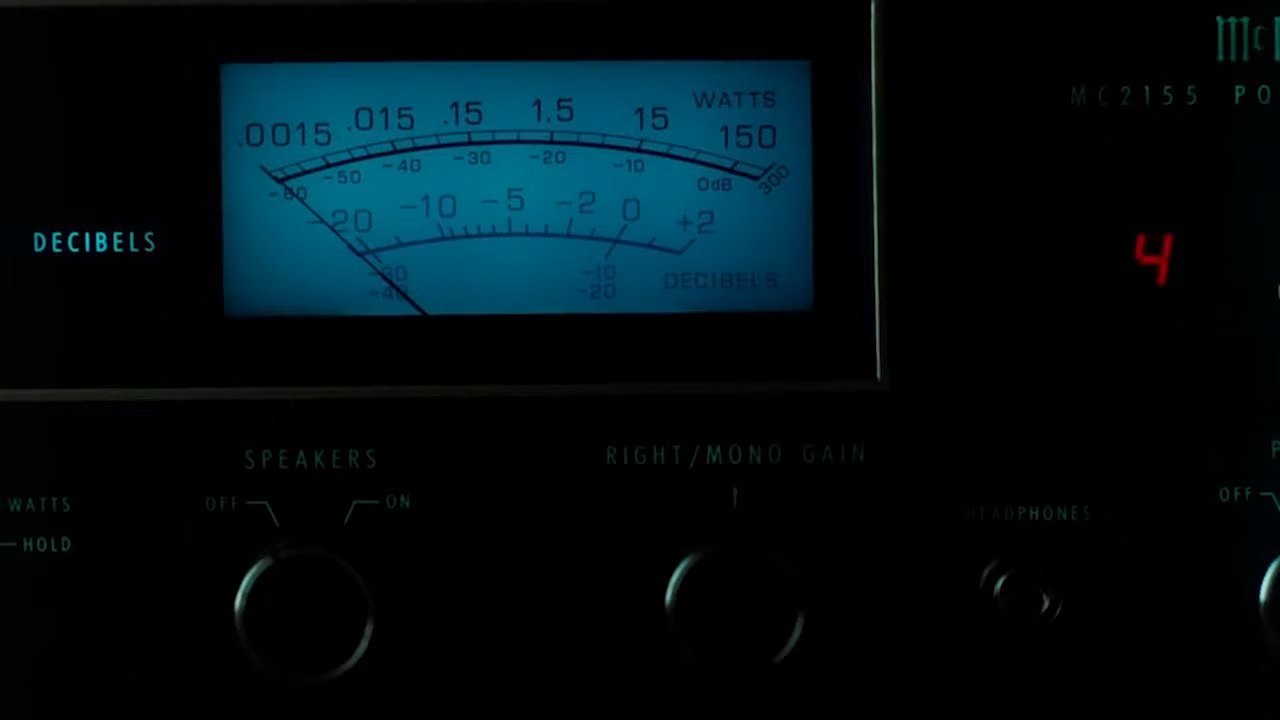 McI
MC2155 PO
WATTS
.0015 .015 .15 1.5 15 150
300
-60 -50 -40 -30 -20 -10 0dB
-20 -10 -5 -2 0 +2
-30 -10
-40 -20
DECIBELS
DECIBELS
4
SPEAKERS
OFF ON
RIGHT/MONO GAIN
HEADPHONES
WATTS
HOLD
P
OFF